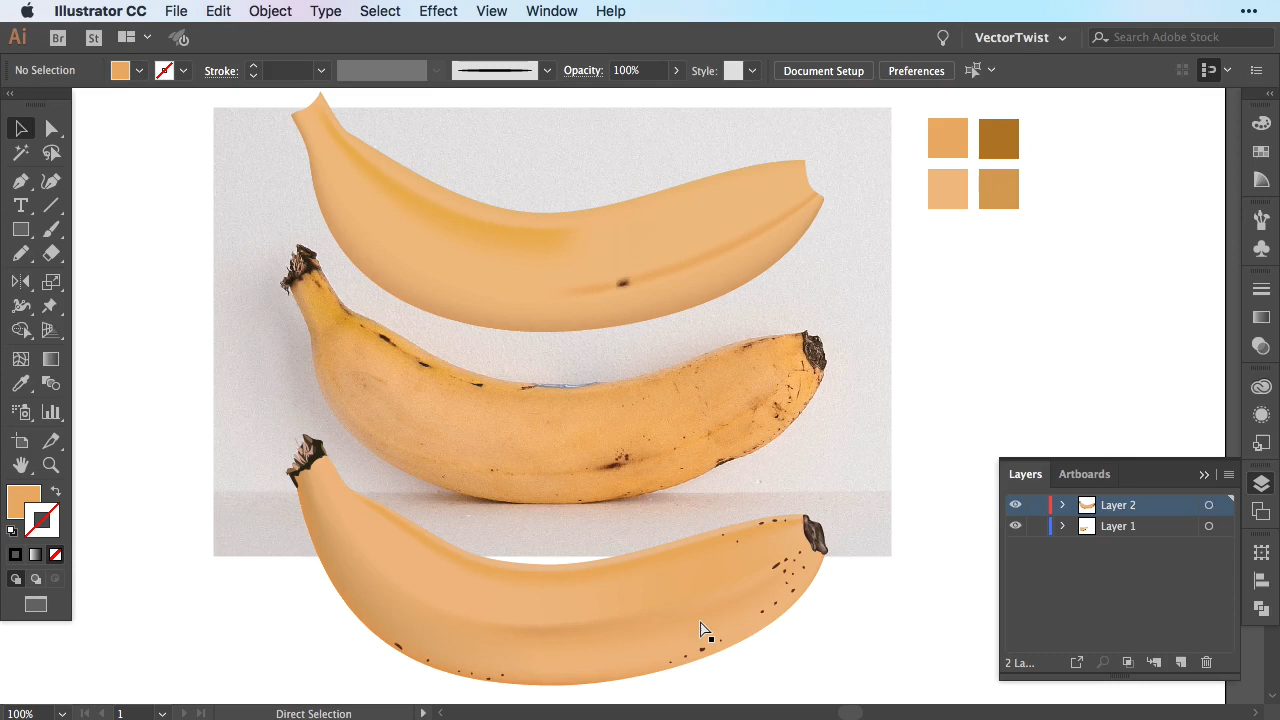 Illustrator CC File Edit Object Type Select Effect View Window Help
Ai Br St VectorTwist Search Adobe Stock
No Selection Stroke: Opacity: 100% Style: Document Setup Preferences
T
Layers Artboards
Layer 2
Layer 1
2 La...
100% 1 Direct Selection